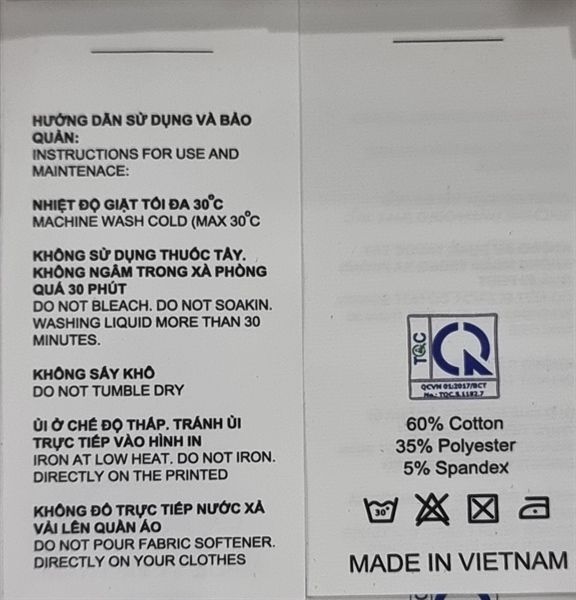 HƯỚNG DẪN SỬ DỤNG VÀ BẢO
QUẢN:
INSTRUCTIONS FOR USE AND
MAINTENACE:
NHIỆT ĐỘ GIẶT TỐI ĐA 30°C
MACHINE WASH COLD (MAX 30°C
KHÔNG SỬ DỤNG THUỐC TẨY.
KHÔNG NGÂM TRONG XÀ PHÒNG
QUÁ 30 PHÚT
DO NOT BLEACH. DO NOT SOAKIN.
WASHING LIQUID MORE THAN 30
MINUTES.
KHÔNG SẤY KHÔ
DO NOT TUMBLE DRY
ỦI Ở CHẾ ĐỘ THẤP. TRÁNH ỦI
TRỰC TIẾP VÀO HÌNH IN
IRON AT LOW HEAT. DO NOT IRON.
DIRECTLY ON THE PRINTED
KHÔNG ĐỔ TRỰC TIẾP NƯỚC XẢ
VẢI LÊN QUẦN ÁO
DO NOT POUR FABRIC SOFTENER.
DIRECTLY ON YOUR CLOTHES
TQC
QCVN 01:2017/BCT
No.: TQC.5.1182.7
60% Cotton
35% Polyester
5% Spandex
30°
MADE IN VIETNAM